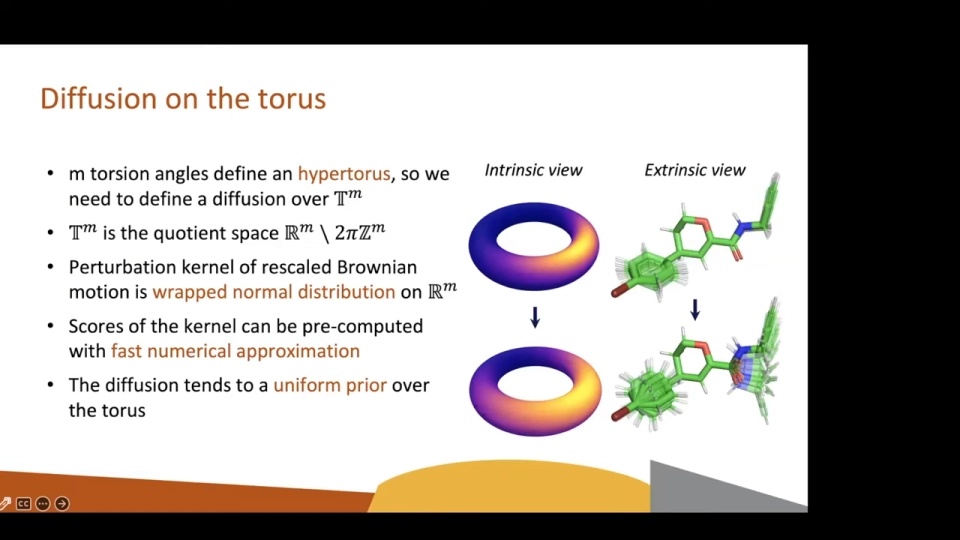 Diffusion on the torus
• m torsion angles define an hypertorus, so we
need to define a diffusion over 𝕋ᵐ
• 𝕋ᵐ is the quotient space ℝᵐ \ 2πℤᵐ
• Perturbation kernel of rescaled Brownian
motion is wrapped normal distribution on ℝᵐ
• Scores of the kernel can be pre-computed
with fast numerical approximation
• The diffusion tends to a uniform prior over
the torus
Intrinsic view
Extrinsic view
CC